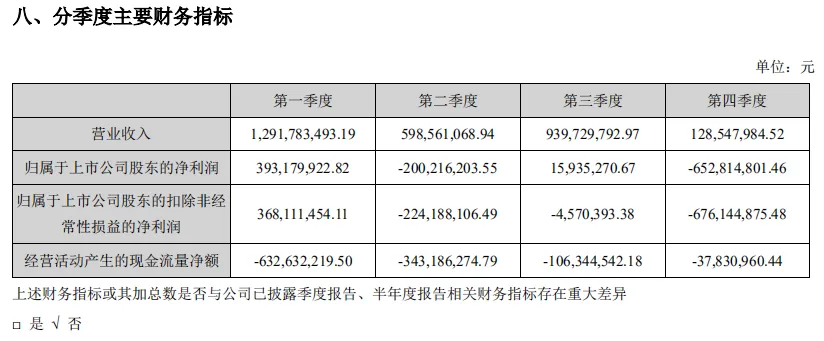 八、分季度主要财务指标
单位：元
第一季度 第二季度 第三季度 第四季度
营业收入 1,291,783,493.19 598,561,068.94 939,729,792.97 128,547,984.52
归属于上市公司股东的净利润 393,179,922.82 -200,216,203.55 15,935,270.67 -652,814,801.46
归属于上市公司股东的扣除非经
常性损益的净利润 368,111,454.11 -224,188,106.49 -4,570,393.38 -676,144,875.48
经营活动产生的现金流量净额 -632,632,219.50 -343,186,274.79 -106,344,542.18 -37,830,960.44
上述财务指标或其加总数是否与公司已披露季度报告、半年度报告相关财务指标存在重大差异
□ 是 √ 否